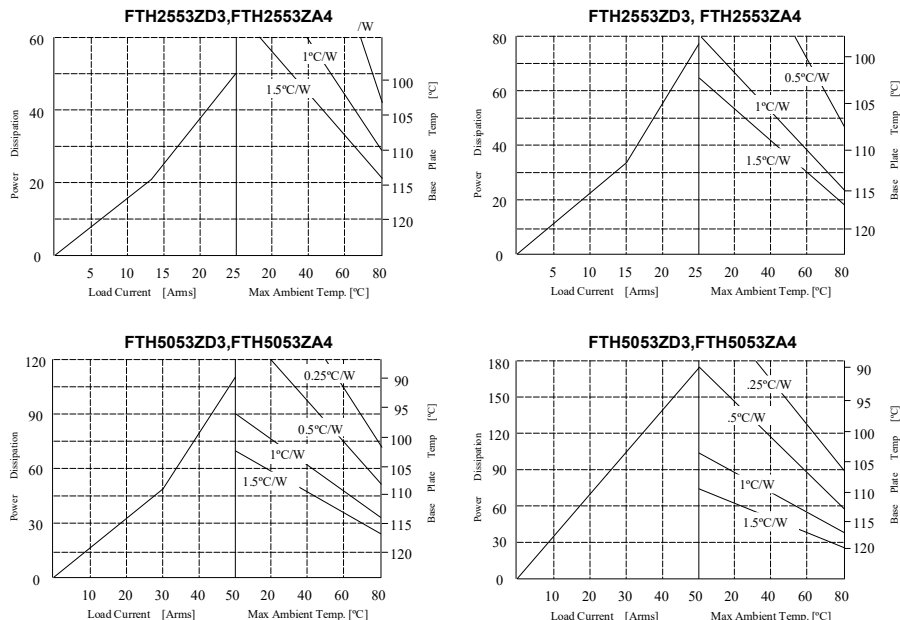 FTH2553ZD3,FTH2553ZA4
/W
60
40
20
0
Power Dissipation
1ºC/W
1.5ºC/W
100
105
110
115
120
Base Plate Temp [ºC]
5 10 15 20 25 20 40 60 80
Load Current [Arms] Max Ambient Temp. [ºC]
FTH2553ZD3, FTH2553ZA4
80
60
40
20
0
Power Dissipation
0.5ºC/W
1ºC/W
1.5ºC/W
100
105
110
115
120
Base Plate Temp [ºC]
5 10 15 20 25 20 40 60 80
Load Current [Arms] Max Ambient Temp. [ºC]
FTH5053ZD3,FTH5053ZA4
120
90
60
30
0
Power Dissipation
0.25ºC/W
0.5ºC/W
1ºC/W
1.5ºC/W
90
95
100
105
110
115
120
Base Plate Temp [ºC]
10 20 30 40 50 20 40 60 80
Load Current [Arms] Max Ambient Temp. [ºC]
FTH5053ZD3,FTH5053ZA4
180
150
120
90
60
30
0
Power Dissipation
.25ºC/W
.5ºC/W
1ºC/W
1.5ºC/W
90
95
100
105
110
115
120
Base Plate Temp [ºC]
10 20 30 40 50 20 40 60 80
Load Current [Arms] Max Ambient Temp. [ºC]